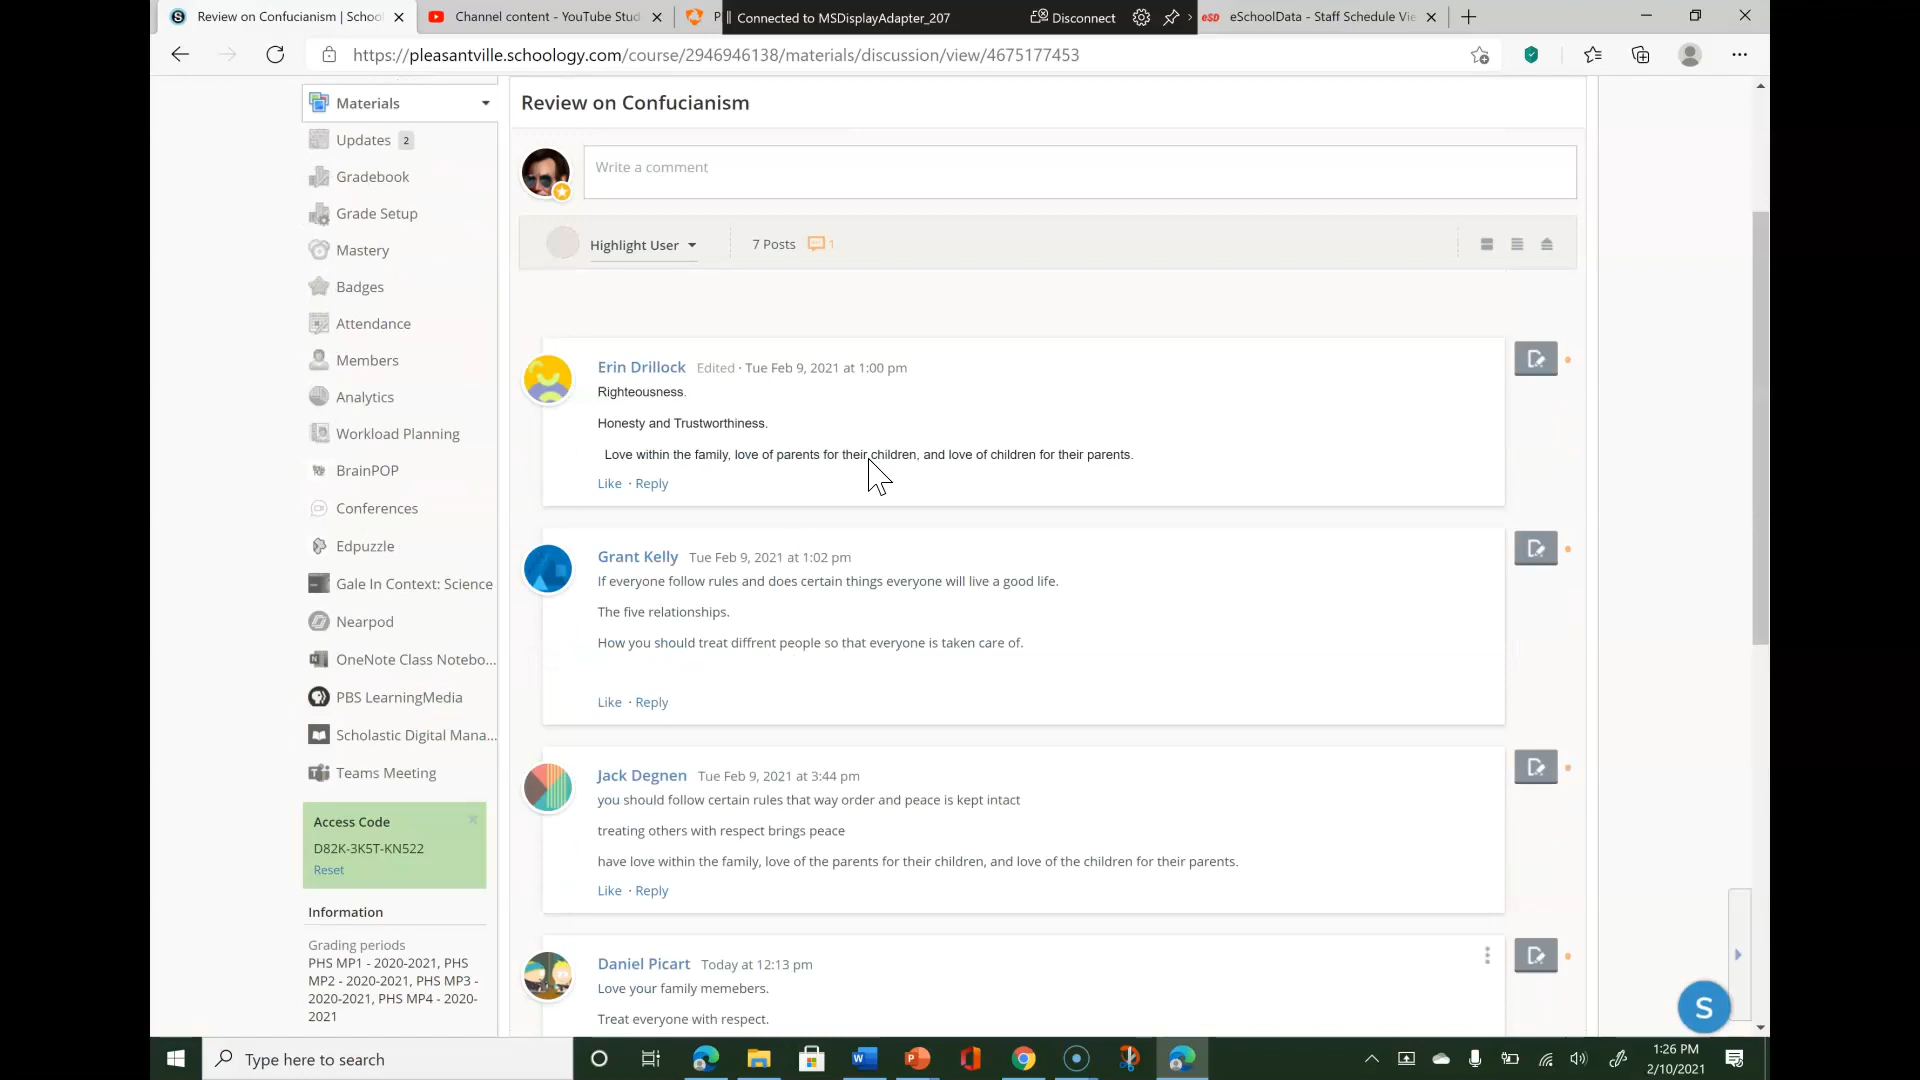 Review on Confucianism | Schoo
Channel content - YouTube Stud
P
Connected to MSDisplayAdapter_207
Disconnect
eSD
eSchoolData - Staff Schedule Vie
https://pleasantville.schoology.com/course/2946946138/materials/discussion/view/4675177453
Materials
Updates 2
Gradebook
Grade Setup
Mastery
Badges
Attendance
Members
Analytics
Workload Planning
BrainPOP
Conferences
Edpuzzle
Gale In Context: Science
Nearpod
OneNote Class Notebo...
PBS LearningMedia
Scholastic Digital Mana...
Teams Meeting
Access Code
D82K-3K5T-KN522
Reset
Information
Grading periods
PHS MP1 - 2020-2021, PHS
MP2 - 2020-2021, PHS MP3 -
2020-2021, PHS MP4 - 2020-
2021
Review on Confucianism
Write a comment
Highlight User
7 Posts 1
Erin Drillock Edited · Tue Feb 9, 2021 at 1:00 pm
Righteousness.
Honesty and Trustworthiness.
Love within the family, love of parents for their children, and love of children for their parents.
Like · Reply
Grant Kelly Tue Feb 9, 2021 at 1:02 pm
If everyone follow rules and does certain things everyone will live a good life.
The five relationships.
How you should treat diffrent people so that everyone is taken care of.
Like · Reply
Jack Degnen Tue Feb 9, 2021 at 3:44 pm
you should follow certain rules that way order and peace is kept intact
treating others with respect brings peace
have love within the family, love of the parents for their children, and love of the children for their parents.
Like · Reply
Daniel Picart Today at 12:13 pm
Love your family memebers.
Treat everyone with respect.
S
Type here to search
1:26 PM
2/10/2021